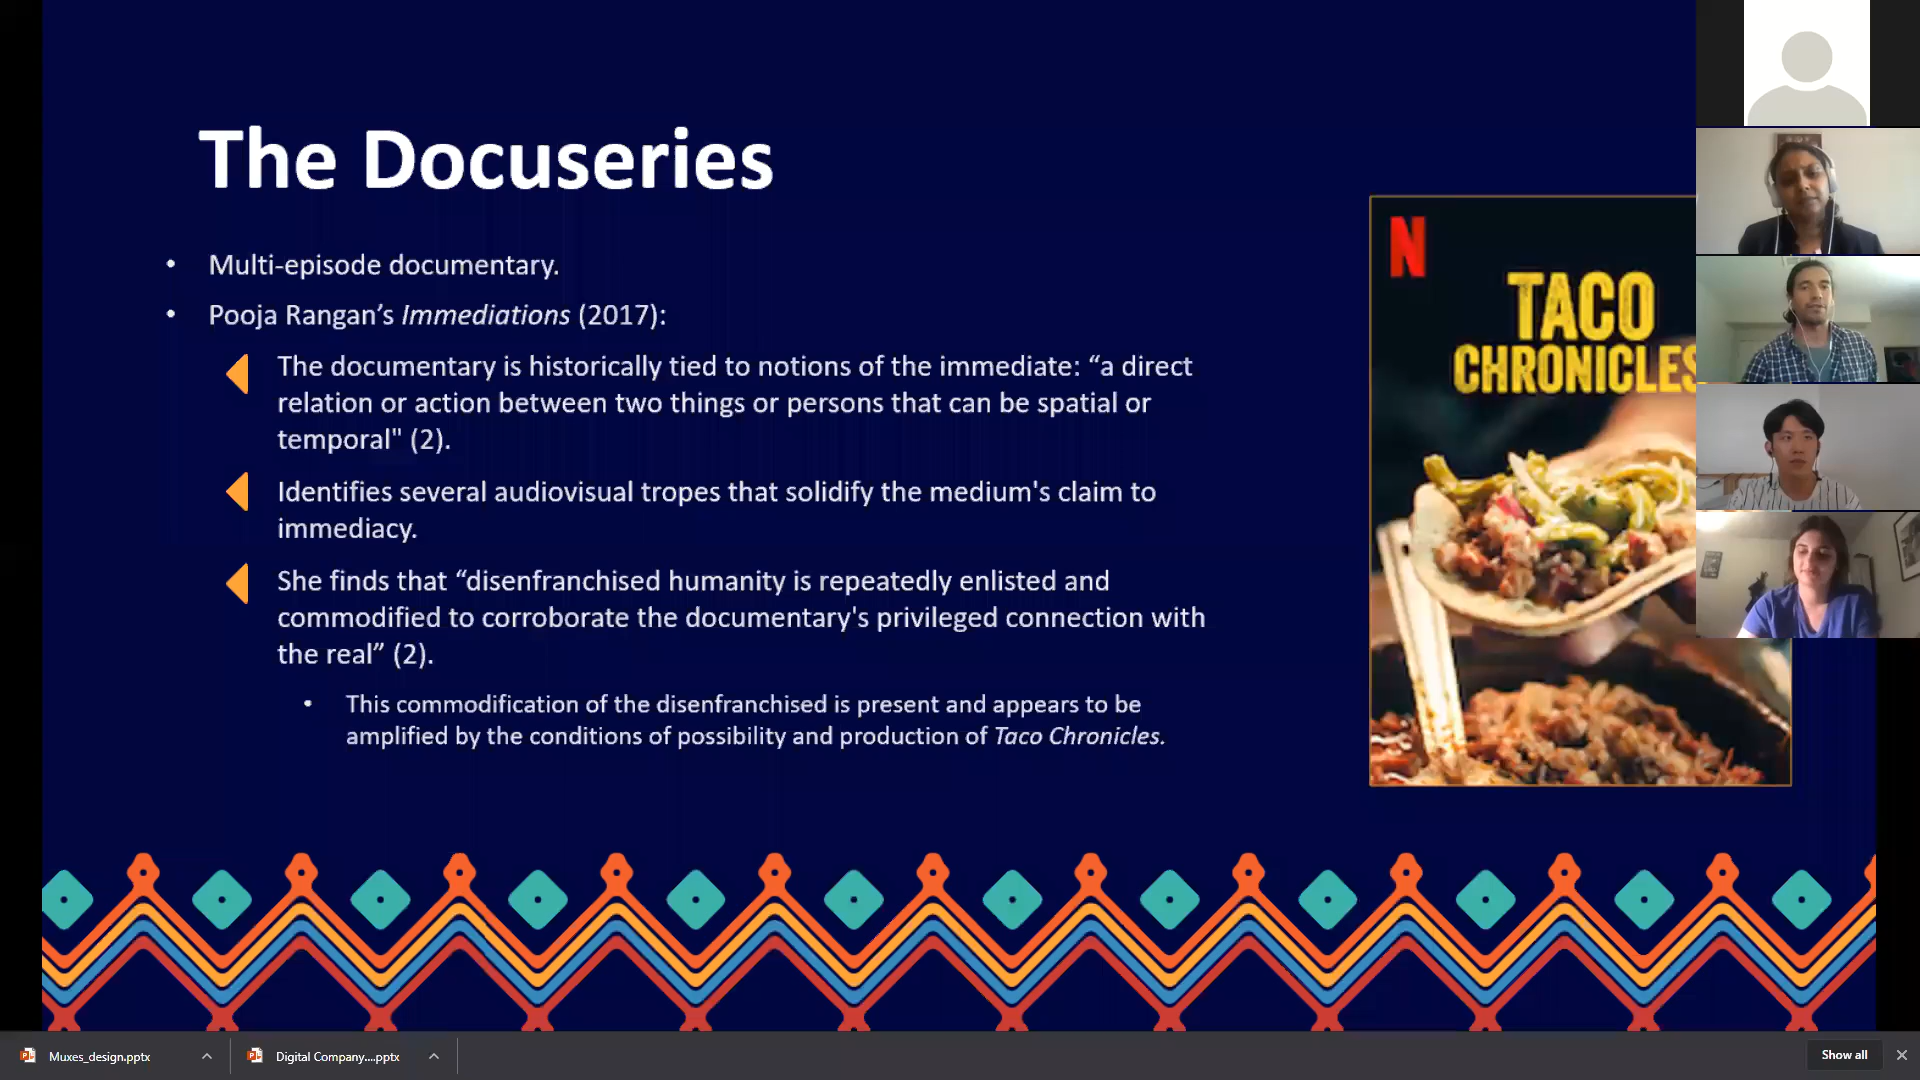 The Docuseries
• Multi-episode documentary.
• Pooja Rangan’s Immediations (2017):
The documentary is historically tied to notions of the immediate: “a direct
relation or action between two things or persons that can be spatial or
temporal" (2).
Identifies several audiovisual tropes that solidify the medium's claim to
immediacy.
She finds that “disenfranchised humanity is repeatedly enlisted and
commodified to corroborate the documentary's privileged connection with
the real” (2).
• This commodification of the disenfranchised is present and appears to be
amplified by the conditions of possibility and production of Taco Chronicles.
N
TACO
CHRONICLES
Muxes_design.pptx
Digital Company....pptx
Show all